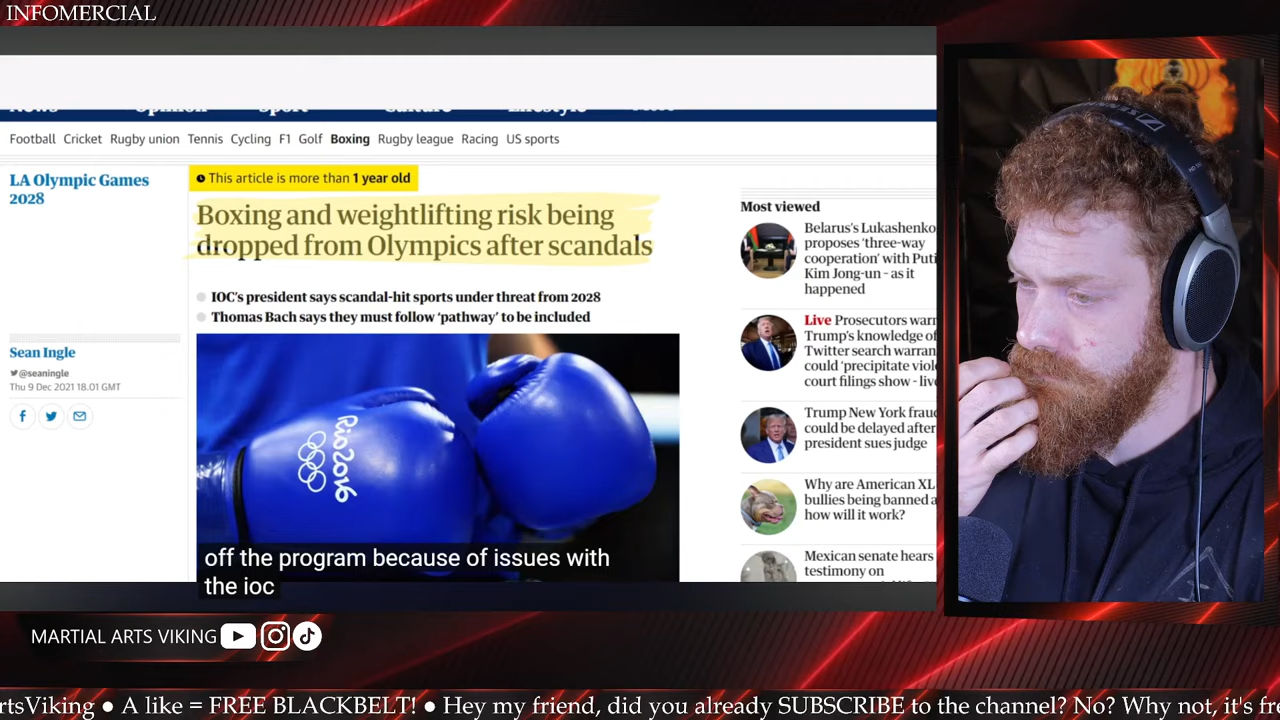 INFOMERCIAL
News Opinion Sport Culture Lifestyle
Football Cricket Rugby union Tennis Cycling F1 Golf Boxing Rugby league Racing US sports
LA Olympic Games
2028
This article is more than 1 year old
Boxing and weightlifting risk being
dropped from Olympics after scandals
IOC's president says scandal-hit sports under threat from 2028
Thomas Bach says they must follow 'pathway' to be included
Sean Ingle
@seaningle
Thu 9 Dec 2021 18.01 GMT
Rio2016
off the program because of issues with
the ioc
Most viewed
Belarus's Lukashenko
proposes 'three-way
cooperation' with Puti
Kim Jong-un - as it
happened
Live Prosecutors warn
Trump's knowledge of
Twitter search warran
could 'precipitate viole
court filings show - live
Trump New York fraud
could be delayed after
president sues judge
Why are American XL
bullies being banned a
how will it work?
Mexican senate hears
testimony on
MARTIAL ARTS VIKING
rtsViking ● A like = FREE BLACKBELT! ● Hey my friend, did you already SUBSCRIBE to the channel? No? Why not, it's fre